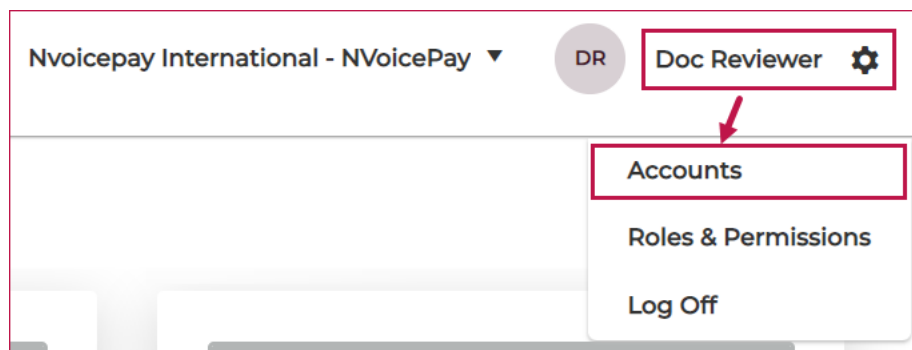 Nvoicepay International - NVoicePay ▼
DR
Doc Reviewer
Accounts
Roles & Permissions
Log Off